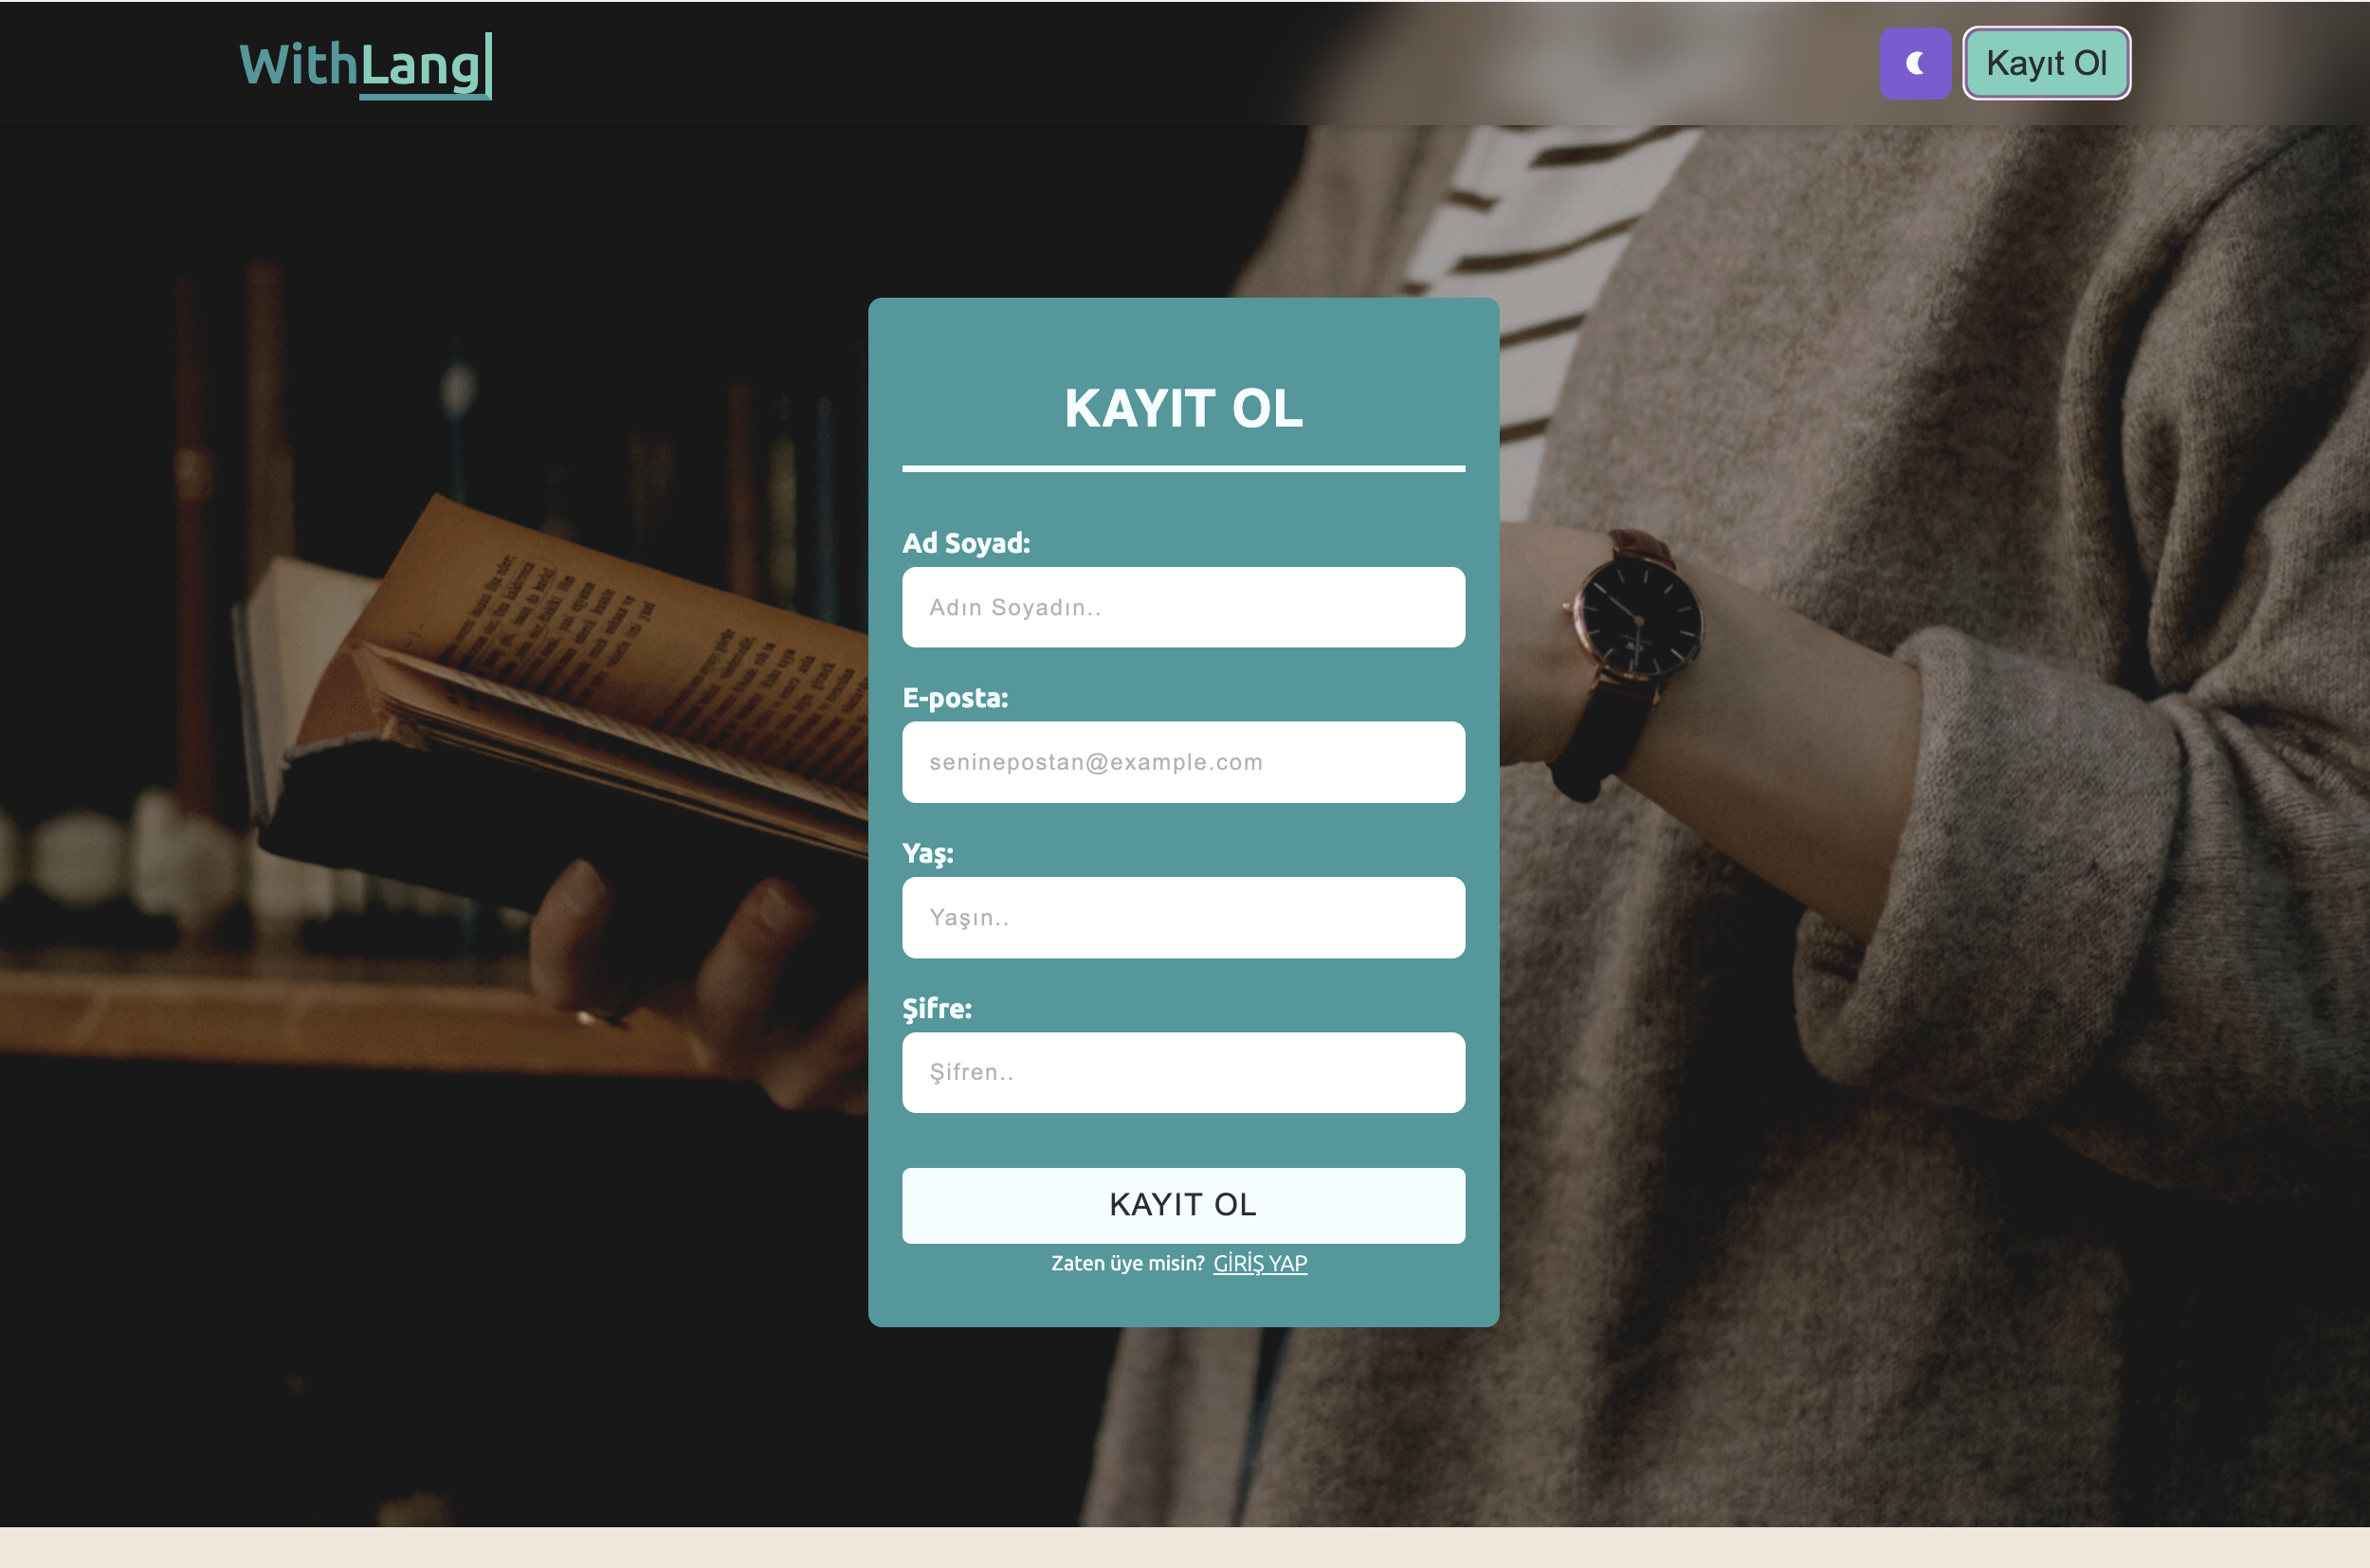 WithLang
Kayıt Ol
KAYIT OL
Ad Soyad:
Adın Soyadın..
E-posta:
seninepostan@example.com
Yaş:
Yaşın..
Şifre:
Şifren..
KAYIT OL
Zaten üye misin? GİRİŞ YAP